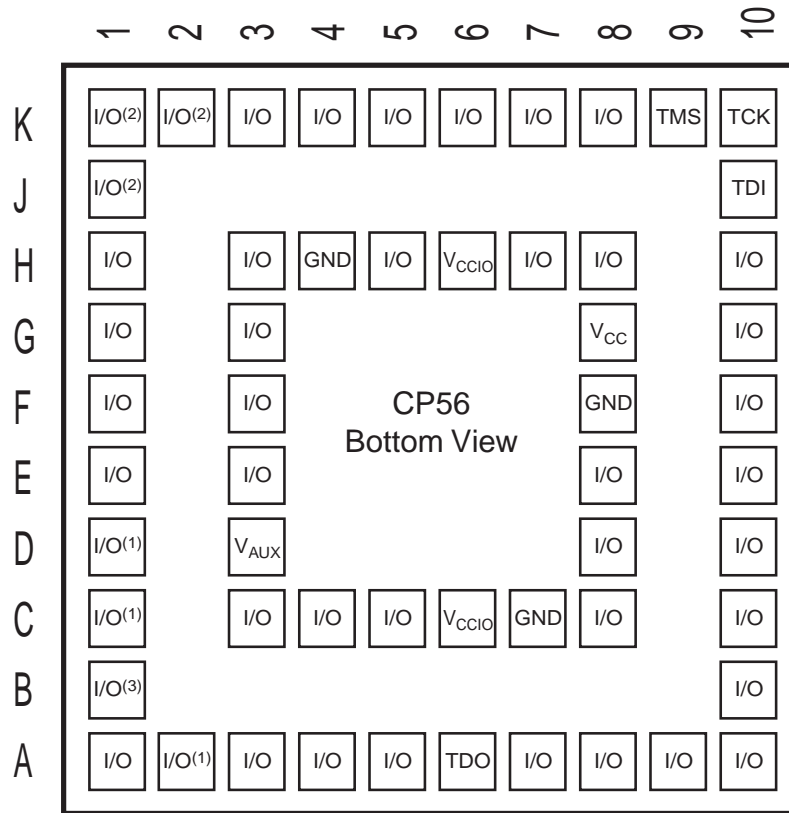 1 2 3 4 5 6 7 8 9 10
K I/O(2) I/O(2) I/O I/O I/O I/O I/O I/O TMS TCK
J I/O(2) TDI
H I/O I/O GND I/O VCCIO I/O I/O I/O
G I/O I/O VCC I/O
F I/O I/O CP56 GND I/O
Bottom View
E I/O I/O I/O I/O
D I/O(1) VAUX I/O I/O
C I/O(1) I/O I/O I/O VCCIO GND I/O I/O
B I/O(3) I/O
A I/O I/O(1) I/O I/O I/O TDO I/O I/O I/O I/O